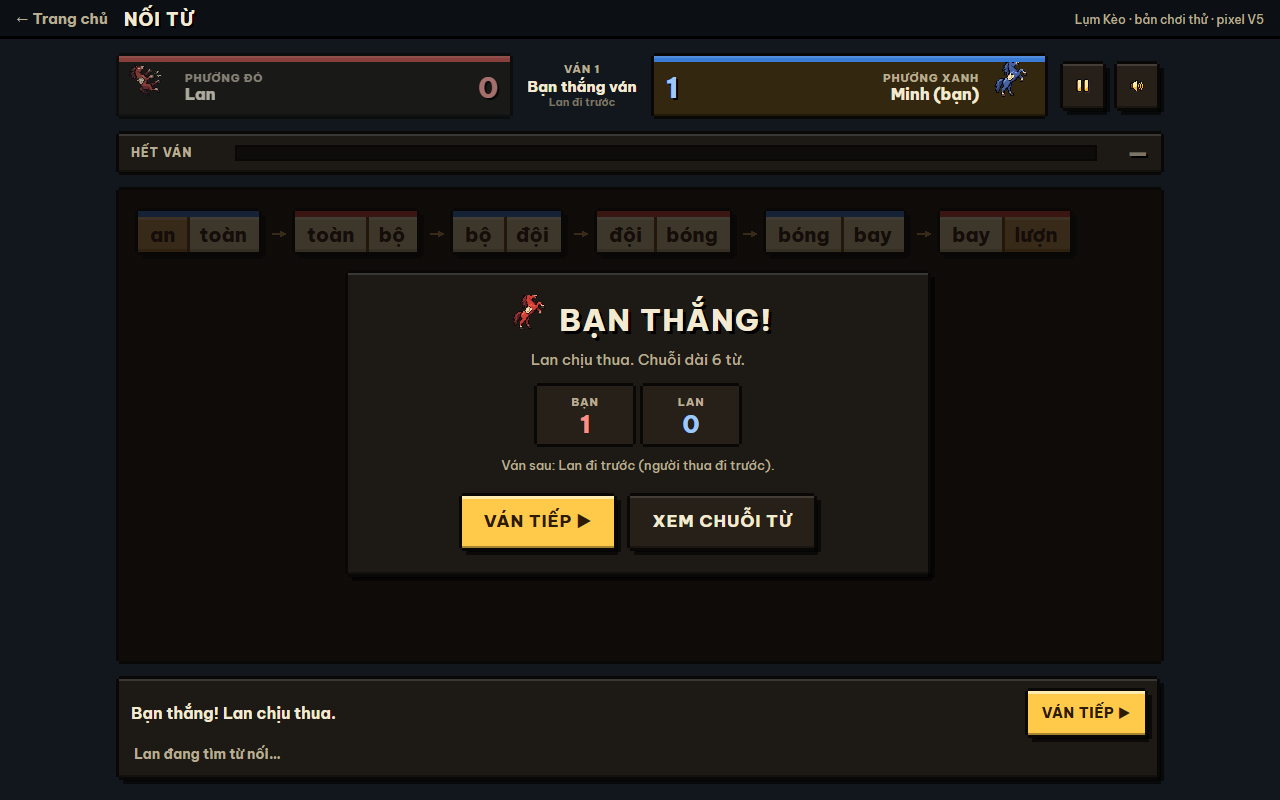 ← Trang chủ NỐI TỪ
Lụm Kèo · bản chơi thử · pixel V5
PHƯỜNG ĐỎ
Lan
0
VÁN 1
Bạn thắng ván
Lan đi trước
1
PHƯỜNG XANH
Minh (bạn)
HẾT VÁN
—
an toàn → toàn bộ → bộ đội → đội bóng → bóng bay → bay lượn
BẠN THẮNG!
Lan chịu thua. Chuỗi dài 6 từ.
BẠN
1
LAN
0
Ván sau: Lan đi trước (người thua đi trước).
VÁN TIẾP ▶
XEM CHUỖI TỪ
Bạn thắng! Lan chịu thua.
VÁN TIẾP ▶
Lan đang tìm từ nối...